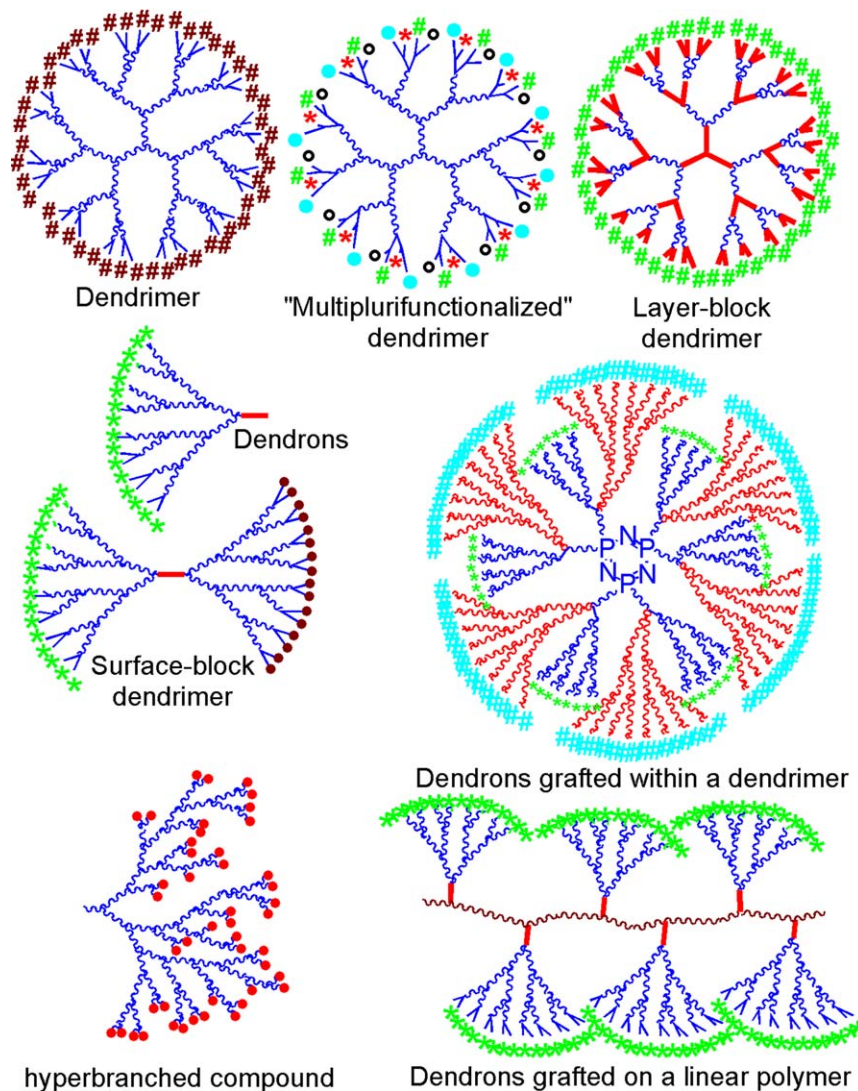 Dendrimer
"Multiplurifunctionalized"
dendrimer
Layer-block
dendrimer
Dendrons
Surface-block
dendrimer
P N P
N P N
Dendrons grafted within a dendrimer
hyperbranched compound
Dendrons grafted on a linear polymer